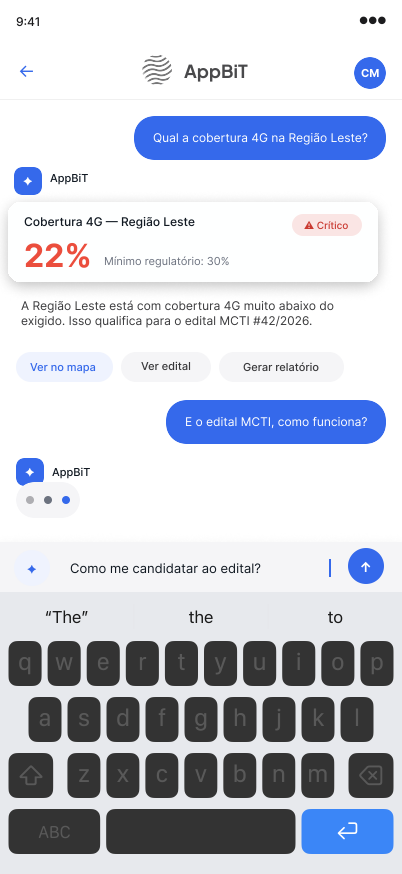 9:41
AppBiT
CM
Qual a cobertura 4G na Região Leste?
AppBiT
Cobertura 4G — Região Leste
Crítico
22%
Mínimo regulatório: 30%
A Região Leste está com cobertura 4G muito abaixo do
exigido. Isso qualifica para o edital MCTI #42/2026.
Ver no mapa
Ver edital
Gerar relatório
E o edital MCTI, como funciona?
AppBiT
Como me candidatar ao edital?
“The”
the
to
q w e r t y u i o p
a s d f g h j k l
z x c v b n m
ABC